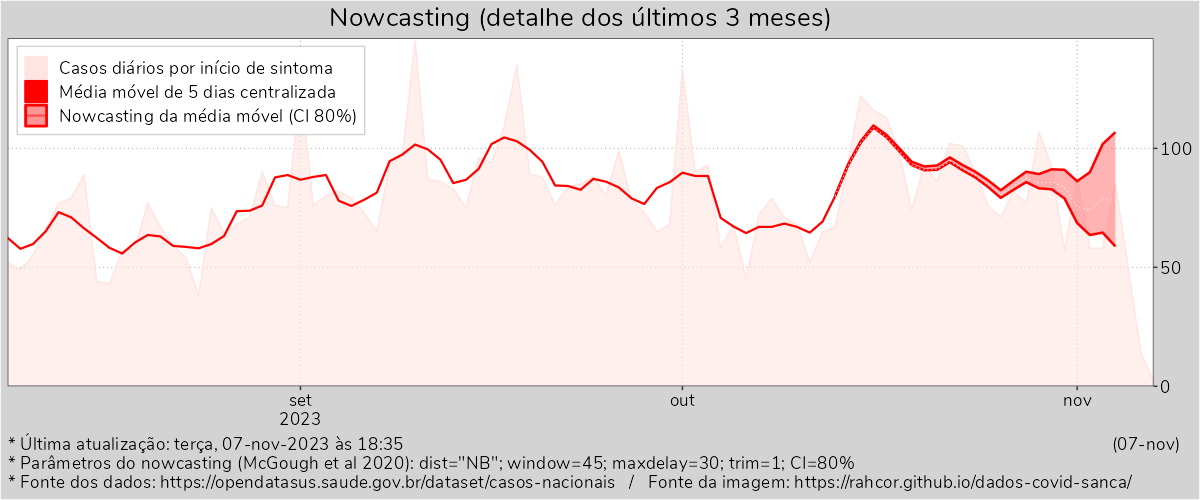 Nowcasting (detalhe dos últimos 3 meses)
Casos diários por início de sintoma
Média móvel de 5 dias centralizada
Nowcasting da média móvel (CI 80%)
100
50
0
set
2023
out
nov
* Última atualização: terça, 07-nov-2023 às 18:35
(07-nov)
* Parâmetros do nowcasting (McGough et al 2020): dist="NB"; window=45; maxdelay=30; trim=1; CI=80%
* Fonte dos dados: https://opendatasus.saude.gov.br/dataset/casos-nacionais / Fonte da imagem: https://rahcor.github.io/dados-covid-sanca/